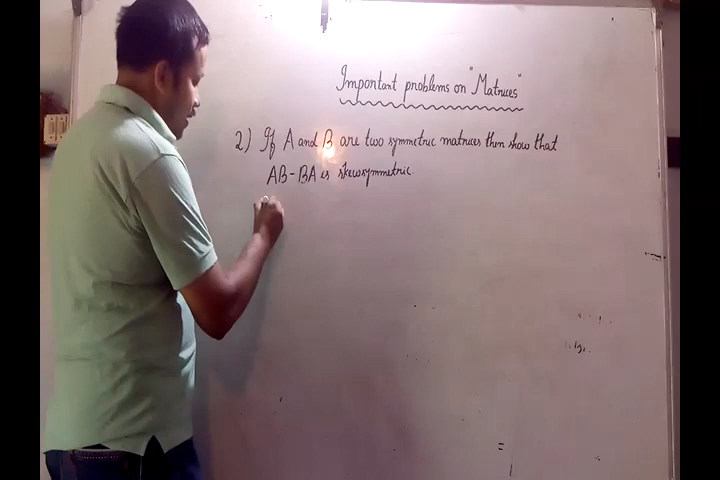 Important problems on "Matrices"
2) If A and B are two symmetric matrices then show that
AB-BA is skewsymmetric.